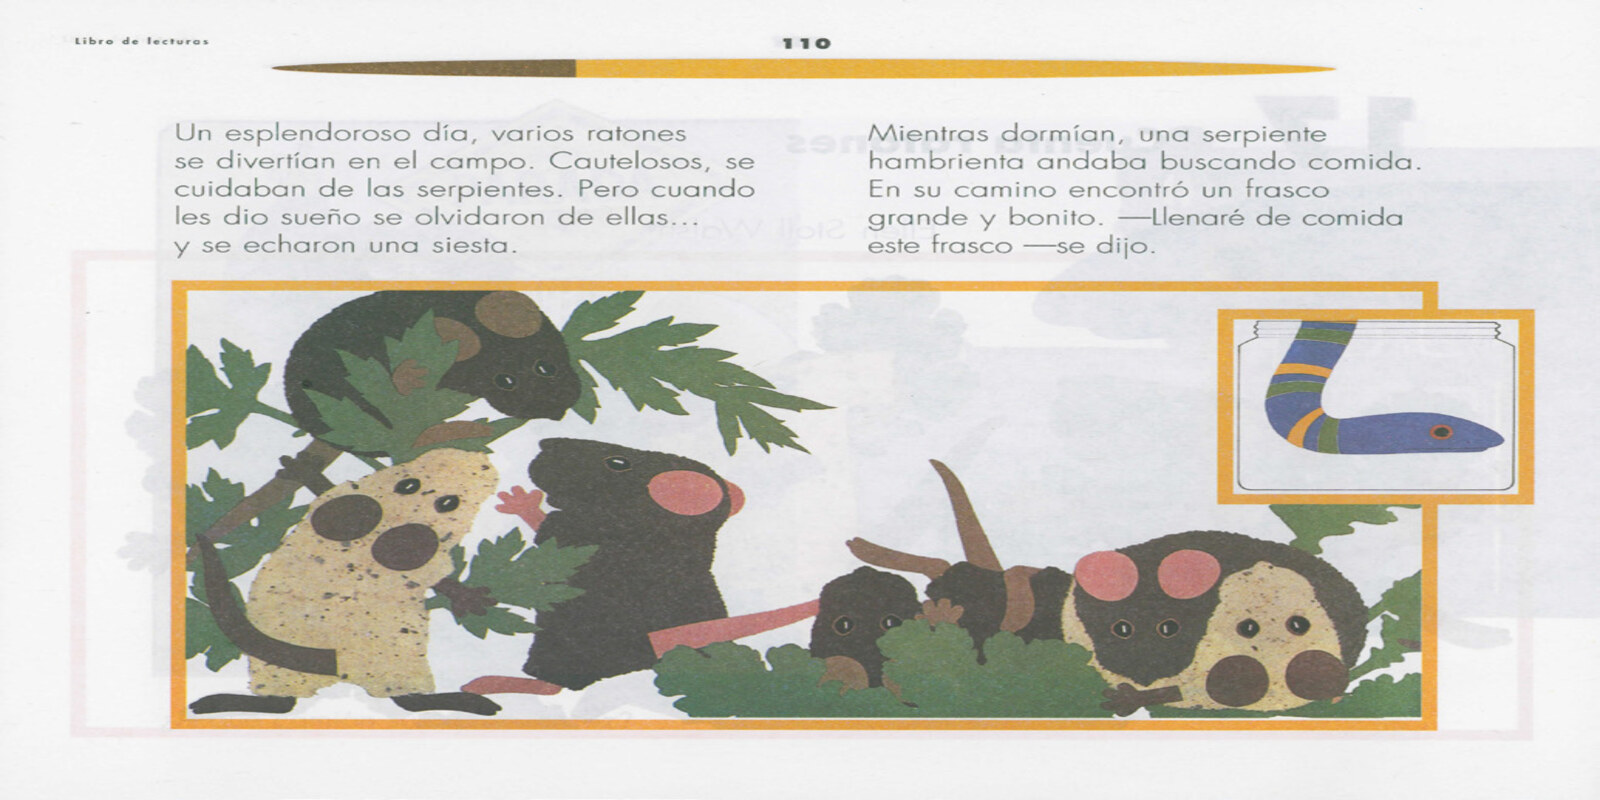 Libro de lecturas
110
Un esplendoroso día, varios ratones
se divertían en el campo. Cautelosos, se
cuidaban de las serpientes. Pero cuando
les dio sueño se olvidaron de ellas...
y se echaron una siesta.
Mientras dormían, una serpiente
hambrienta andaba buscando comida.
En su camino encontró un frasco
grande y bonito. —Llenaré de comida
este frasco —se dijo.